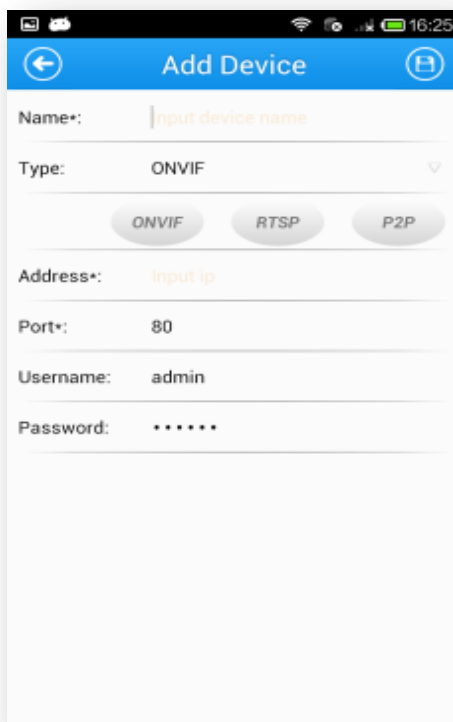 16:25
Add Device
Name*: Input device name
Type: ONVIF
ONVIF RTSP P2P
Address*: Input ip
Port*: 80
Username: admin
Password: ••••••